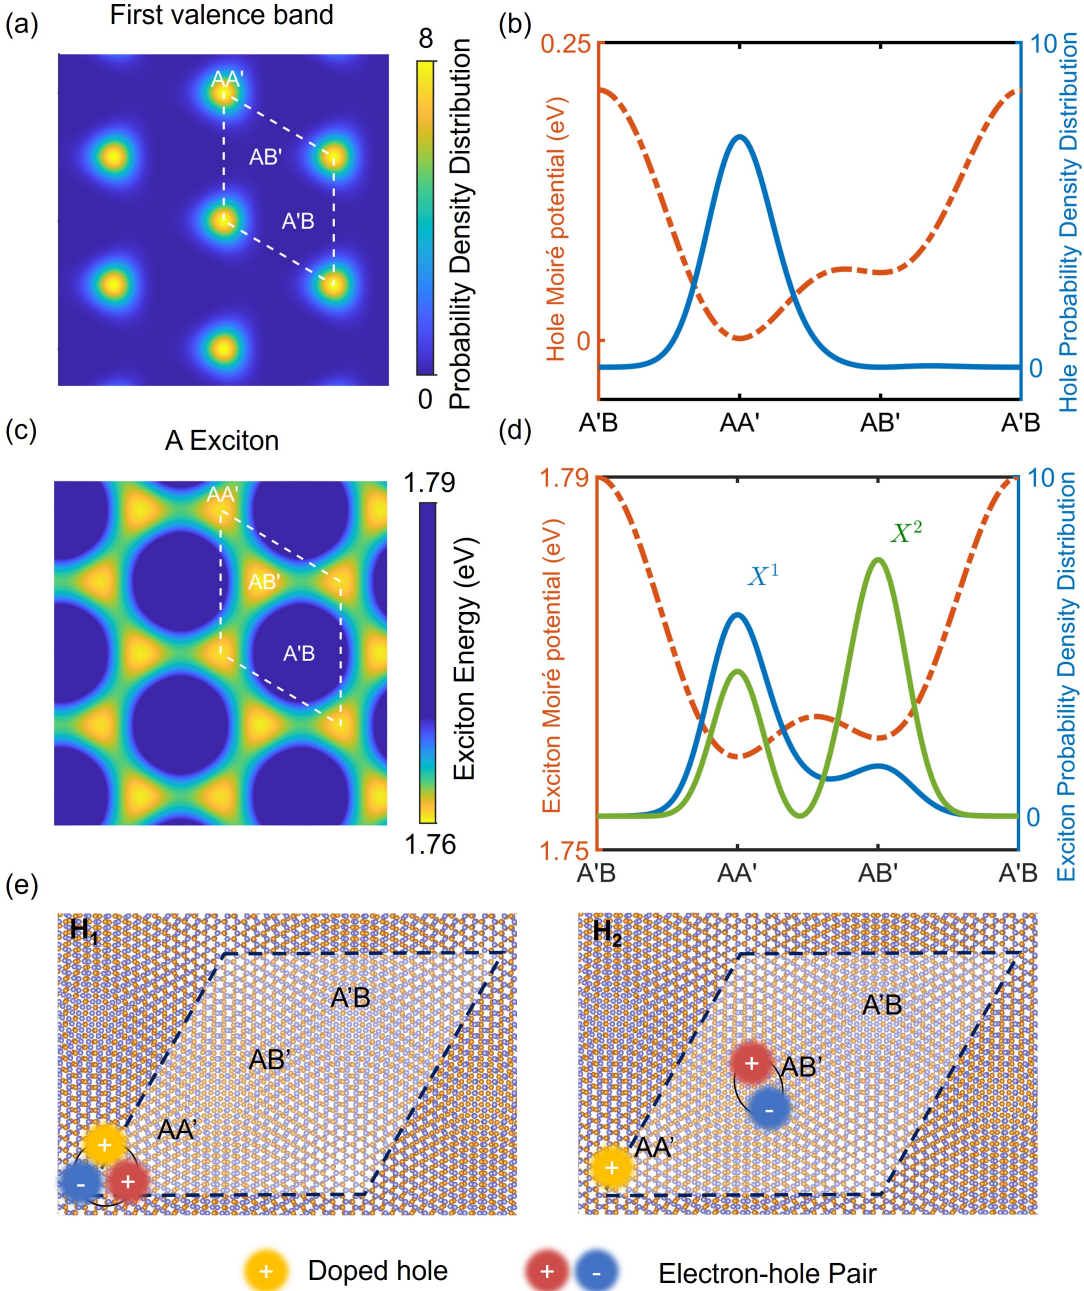 (a)
First valence band
8
AA'
AB'
A'B
0
Probability Density Distribution
(b)
0.25
0
Hole Moiré potential (eV)
10
0
Hole Probability Density Distribution
A'B
AA'
AB'
A'B
(c)
A Exciton
1.79
AA'
AB'
A'B
1.76
Exciton Energy (eV)
(d)
1.79
1.75
Exciton Moiré potential (eV)
X¹
X²
10
0
Exciton Probability Density Distribution
A'B
AA'
AB'
A'B
(e)
H₁
A'B
AB'
AA'
+
-
+
H₂
A'B
+
AB'
-
AA'
+
+
Doped hole
+
-
Electron-hole Pair